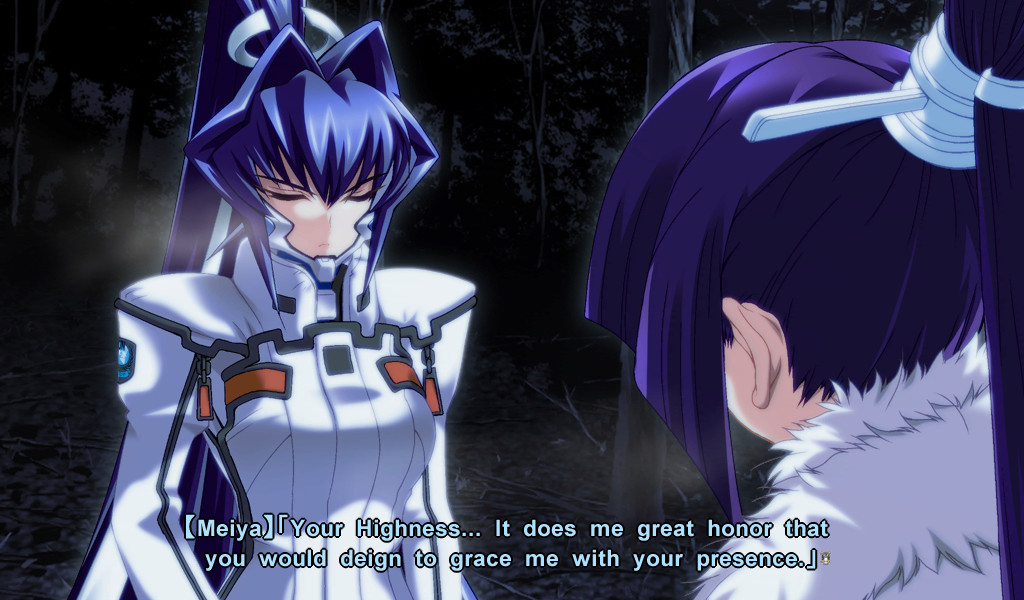 【Meiya】「Your Highness... It does me great honor that
you would deign to grace me with your presence.」